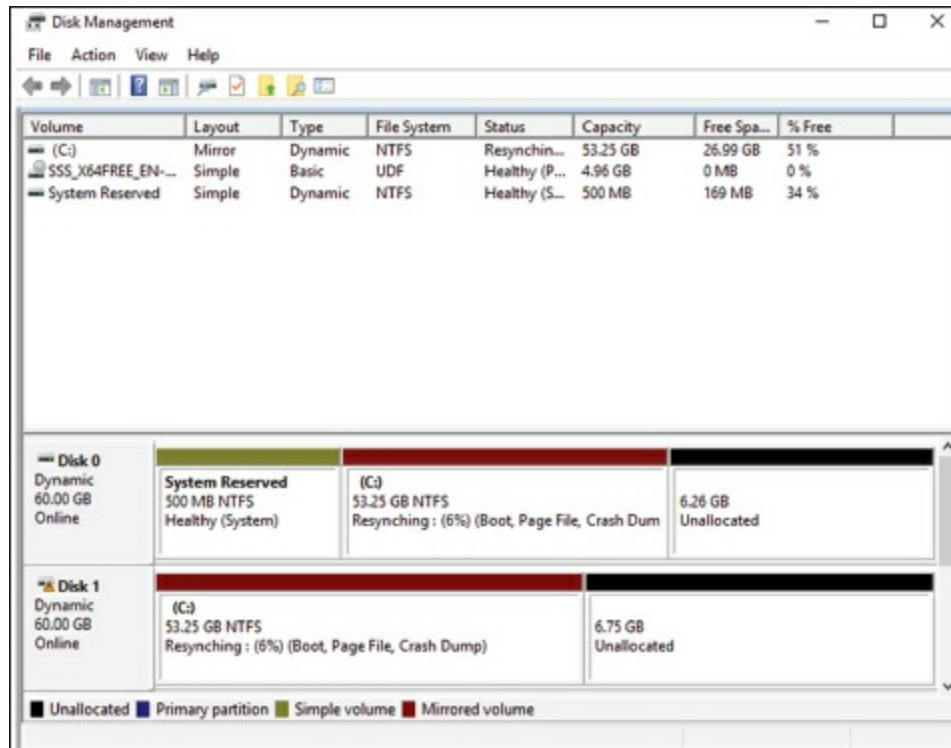 Disk Management
File Action View Help
Volume Layout Type File System Status Capacity Free Spa... % Free
(C:) Mirror Dynamic NTFS Resynchin... 53.25 GB 26.99 GB 51 %
SSS_X64FREE_EN-... Simple Basic UDF Healthy (P... 4.96 GB 0 MB 0 %
System Reserved Simple Dynamic NTFS Healthy (S... 500 MB 169 MB 34 %
Disk 0
Dynamic
60.00 GB
Online
System Reserved
500 MB NTFS
Healthy (System)
(C:)
53.25 GB NTFS
Resynching : (6%) (Boot, Page File, Crash Dum
6.26 GB
Unallocated
Disk 1
Dynamic
60.00 GB
Online
(C:)
53.25 GB NTFS
Resynching : (6%) (Boot, Page File, Crash Dump)
6.75 GB
Unallocated
Unallocated Primary partition Simple volume Mirrored volume